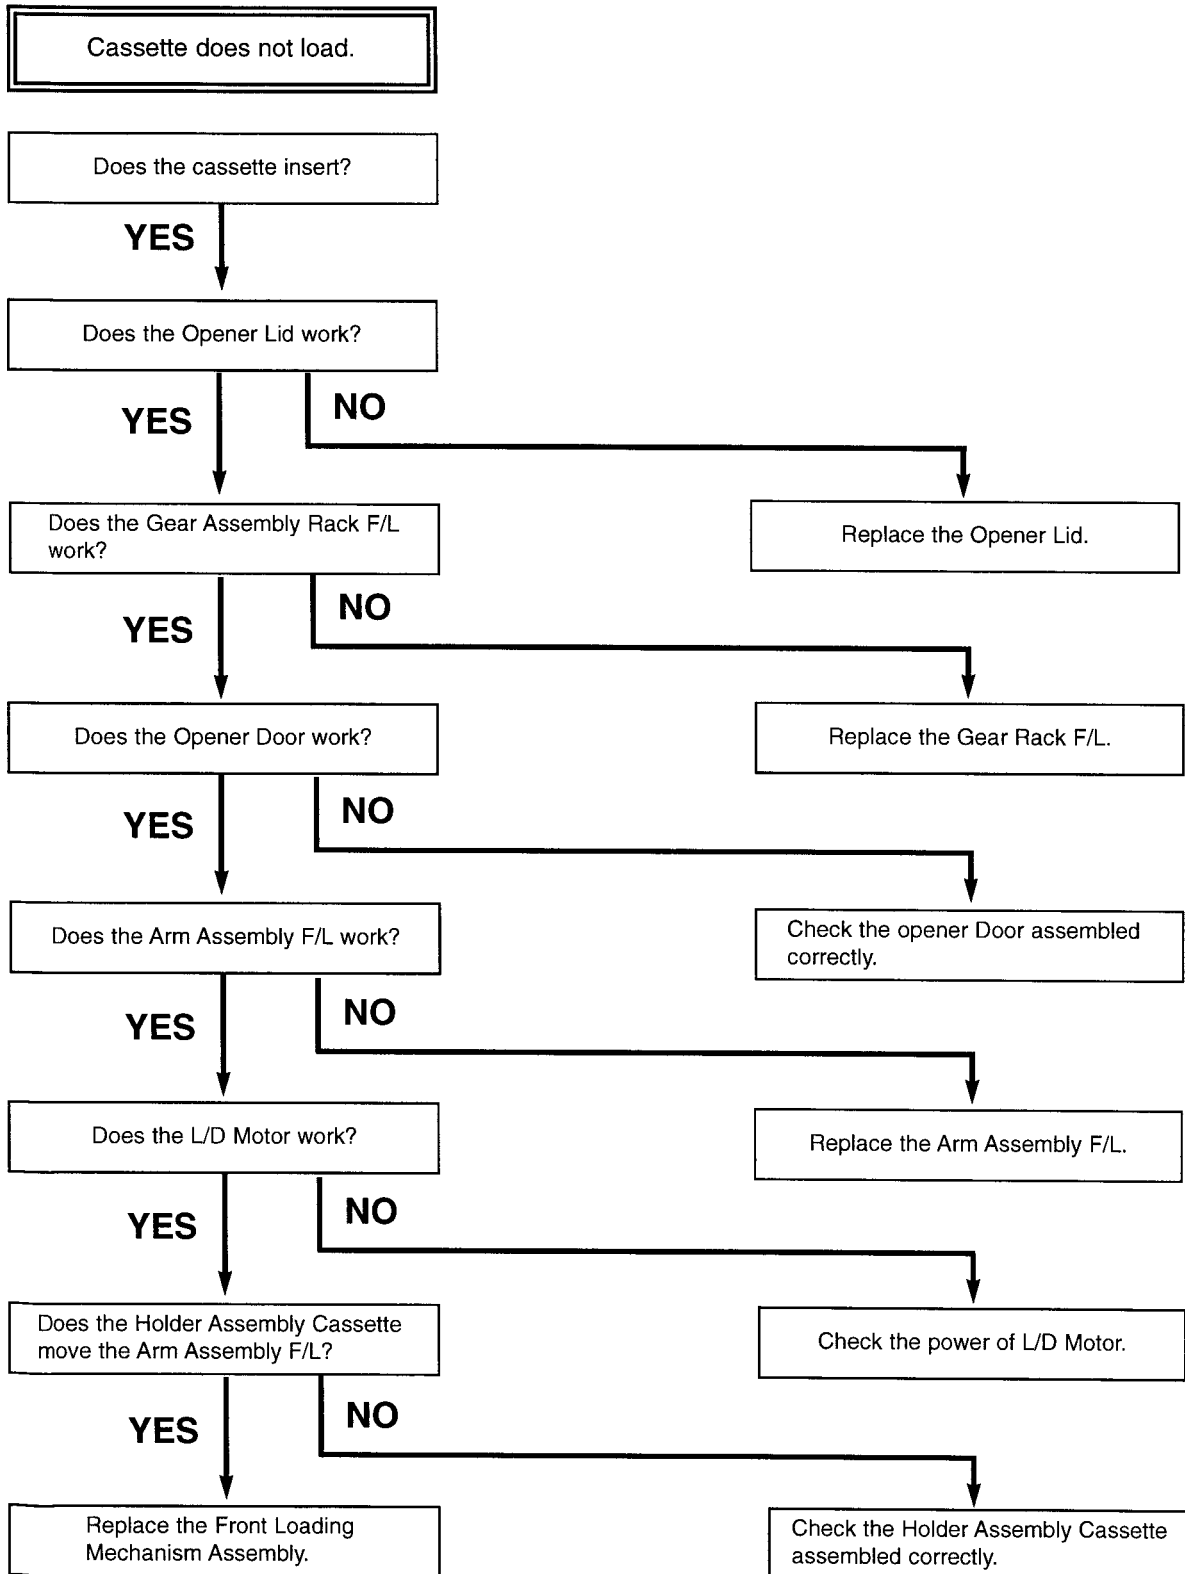 Cassette does not load.
Does the cassette insert?
YES
Does the Opener Lid work?
YES
NO
Does the Gear Assembly Rack F/L
work?
Replace the Opener Lid.
YES
NO
Does the Opener Door work?
Replace the Gear Rack F/L.
YES
NO
Does the Arm Assembly F/L work?
Check the opener Door assembled
correctly.
YES
NO
Does the L/D Motor work?
Replace the Arm Assembly F/L.
YES
NO
Does the Holder Assembly Cassette
move the Arm Assembly F/L?
Check the power of L/D Motor.
YES
NO
Replace the Front Loading
Mechanism Assembly.
Check the Holder Assembly Cassette
assembled correctly.